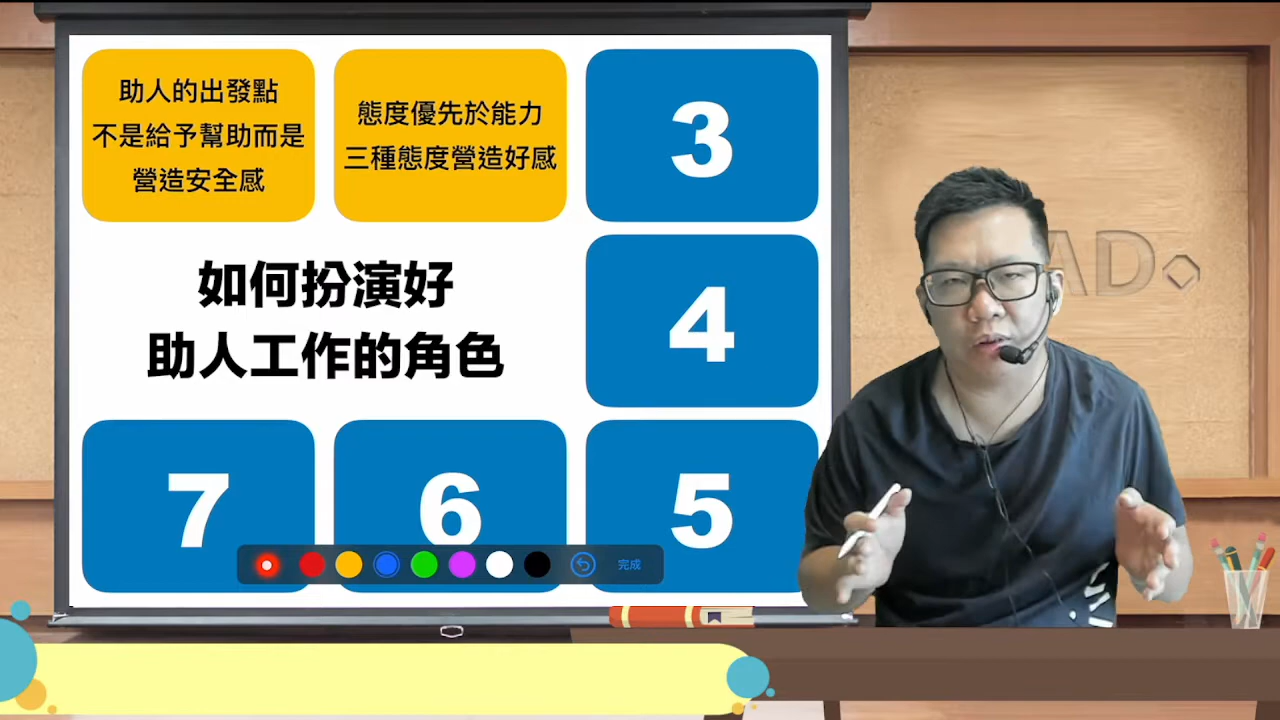 助人的出發點
不是給予幫助而是
營造安全感
態度優先於能力
三種態度營造好感
3
如何扮演好
助人工作的角色
4
7
6
5
完成
AD